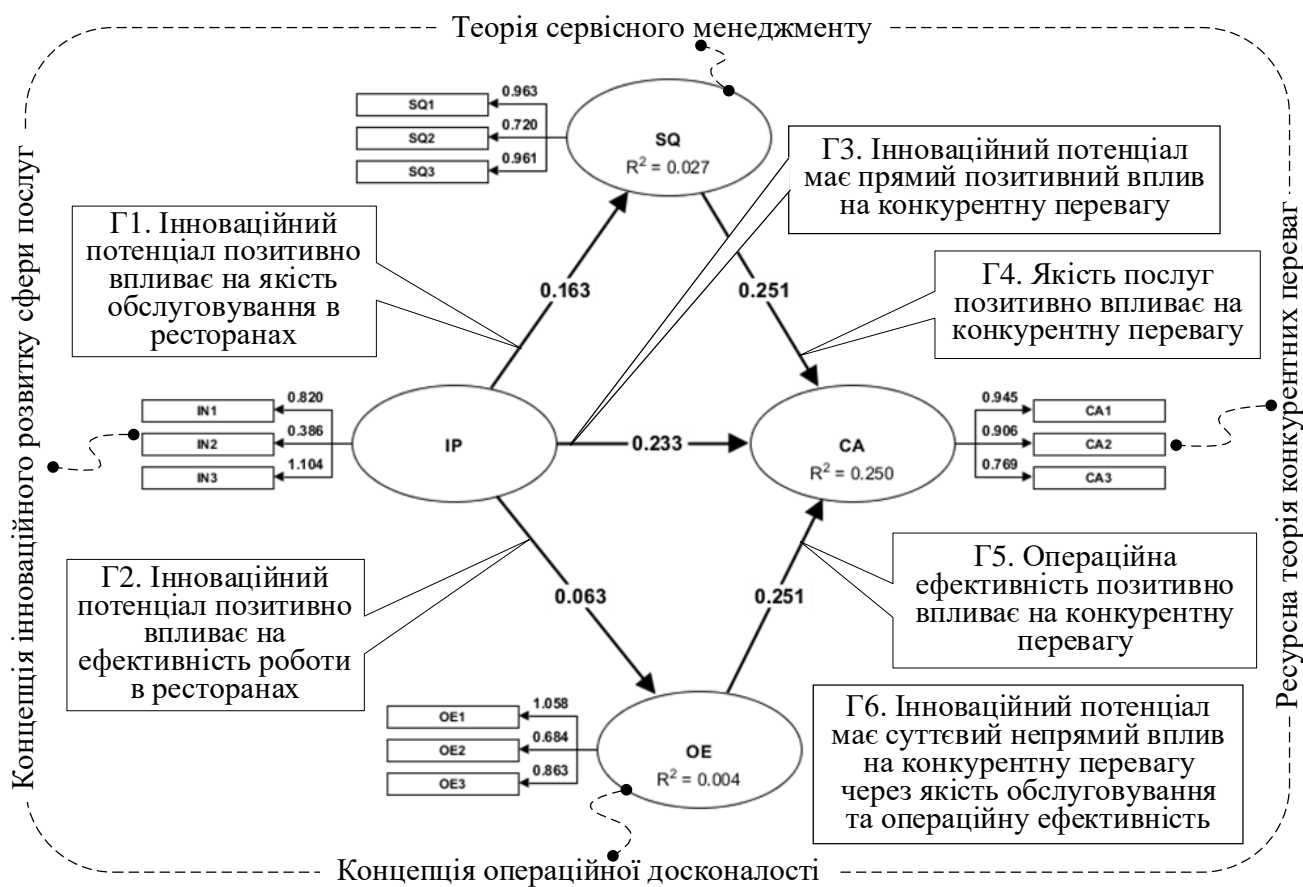 Теорія сервісного менеджменту
Концепція інноваційного розвитку сфери послуг
Ресурсна теорія конкурентних переваг
Концепція операційної досконалості
SQ1
SQ2
SQ3
0.963
0.720
0.961
SQ
R² = 0.027
Г3. Інноваційний потенціал
має прямий позитивний вплив
на конкурентну перевагу
Г1. Інноваційний
потенціал позитивно
впливає на якість
обслуговування в
ресторанах
0.163
0.251
Г4. Якість послуг
позитивно впливає на
конкурентну перевагу
IN1
IN2
IN3
0.820
0.386
1.104
IP
0.233
CA
R² = 0.250
0.945
0.906
0.769
CA1
CA2
CA3
Г2. Інноваційний
потенціал позитивно
впливає на
ефективність роботи
в ресторанах
0.063
0.251
Г5. Операційна
ефективність позитивно
впливає на конкурентну
перевагу
OE1
OE2
OE3
1.058
0.684
0.863
OE
R² = 0.004
Г6. Інноваційний потенціал
має суттєвий непрямий вплив
на конкурентну перевагу
через якість обслуговування
та операційну ефективність